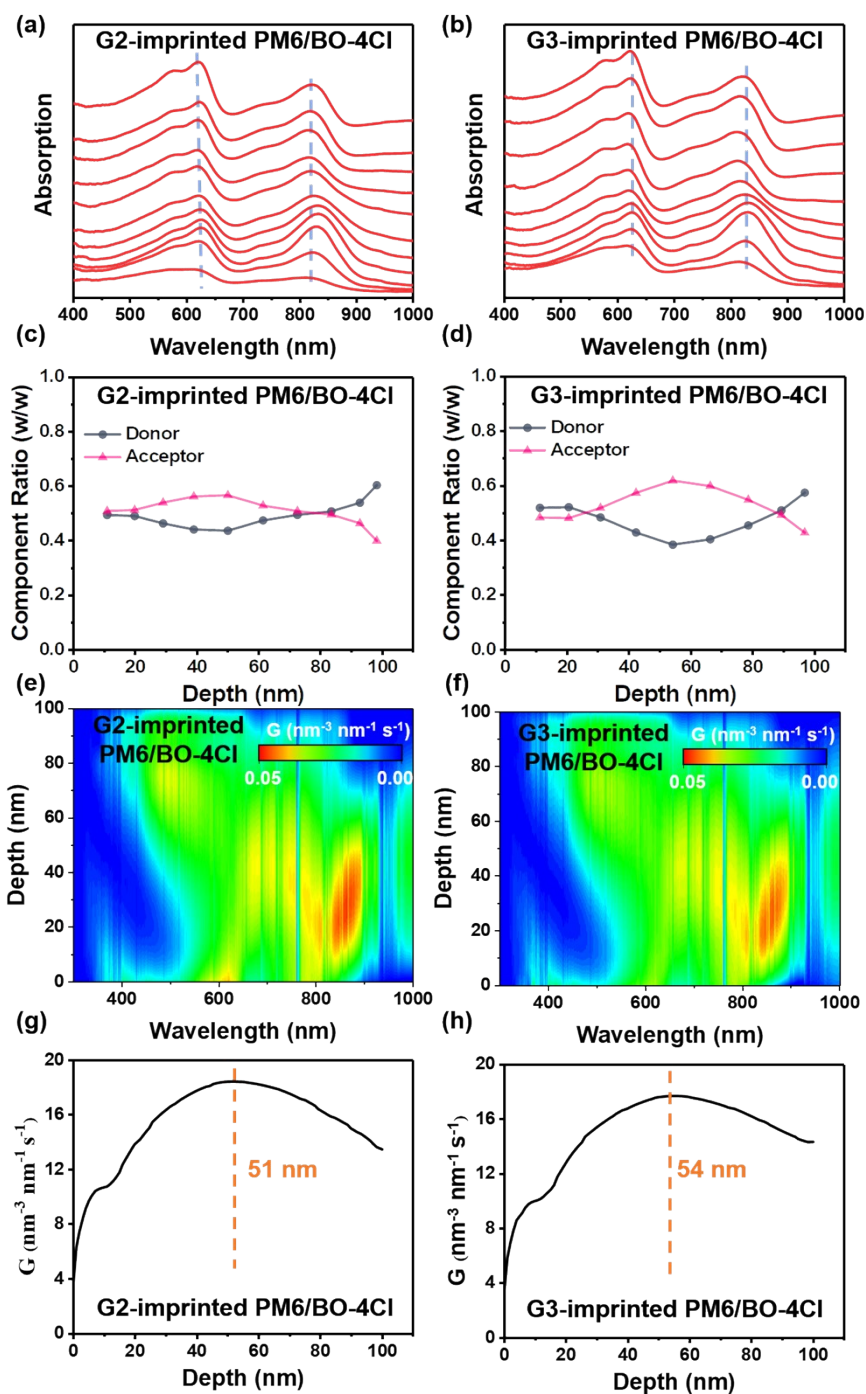 (a)
G2-imprinted PM6/BO-4Cl
Absorption
400 500 600 700 800 900 1000
Wavelength (nm)
(b)
G3-imprinted PM6/BO-4Cl
Absorption
400 500 600 700 800 900 1000
Wavelength (nm)
(c)
G2-imprinted PM6/BO-4Cl
Donor
Acceptor
Component Ratio (w/w)
1.0
0.8
0.6
0.4
0.2
0.0
0 20 40 60 80 100
Depth (nm)
(d)
G3-imprinted PM6/BO-4Cl
Donor
Acceptor
Component Ratio (w/w)
1.0
0.8
0.6
0.4
0.2
0.0
0 20 40 60 80 100
Depth (nm)
(e)
G2-imprinted
PM6/BO-4Cl
G (nm⁻³ nm⁻¹ s⁻¹)
0.05 0.00
Depth (nm)
100
80
60
40
20
0
400 600 800 1000
Wavelength (nm)
(f)
G3-imprinted
PM6/BO-4Cl
G (nm⁻³ nm⁻¹ s⁻¹)
0.05 0.00
Depth (nm)
100
80
60
40
20
0
400 600 800 1000
Wavelength (nm)
(g)
G (nm⁻³ nm⁻¹ s⁻¹)
20
16
12
8
4
0
51 nm
G2-imprinted PM6/BO-4Cl
0 20 40 60 80 100
Depth (nm)
(h)
G (nm⁻³ nm⁻¹ s⁻¹)
20
16
12
8
4
0
54 nm
G3-imprinted PM6/BO-4Cl
0 20 40 60 80 100
Depth (nm)